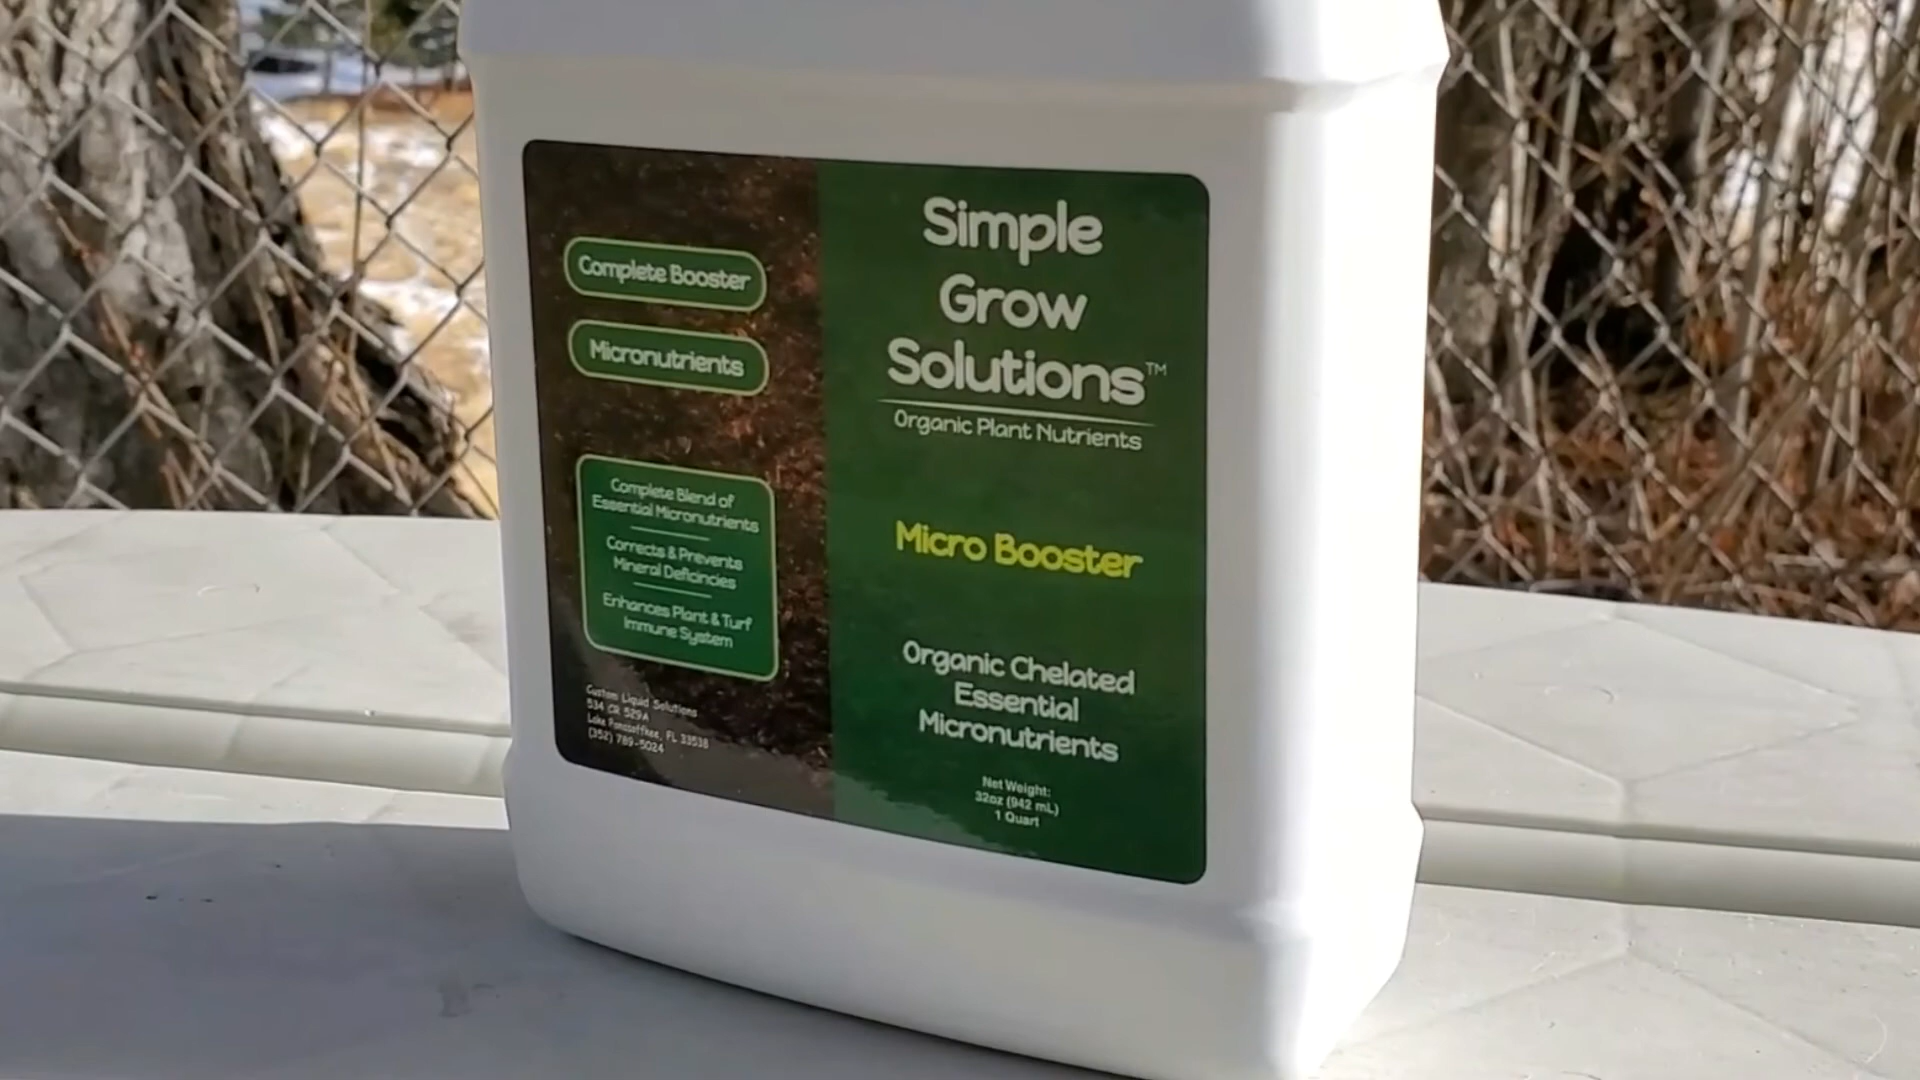 Complete Booster
Micronutrients
Complete Blend of
Essential Micronutrients
Corrects & Prevents
Mineral Deficincies
Enhances Plant & Turf
Immune System
Custom Liquid Solutions
534 CR 529A
Lake Panasoffkee, FL 33538
(352) 789-5024
Simple
Grow
Solutions™
Organic Plant Nutrients
Micro Booster
Organic Chelated
Essential
Micronutrients
Net Weight:
32oz (942 mL)
1 Quart